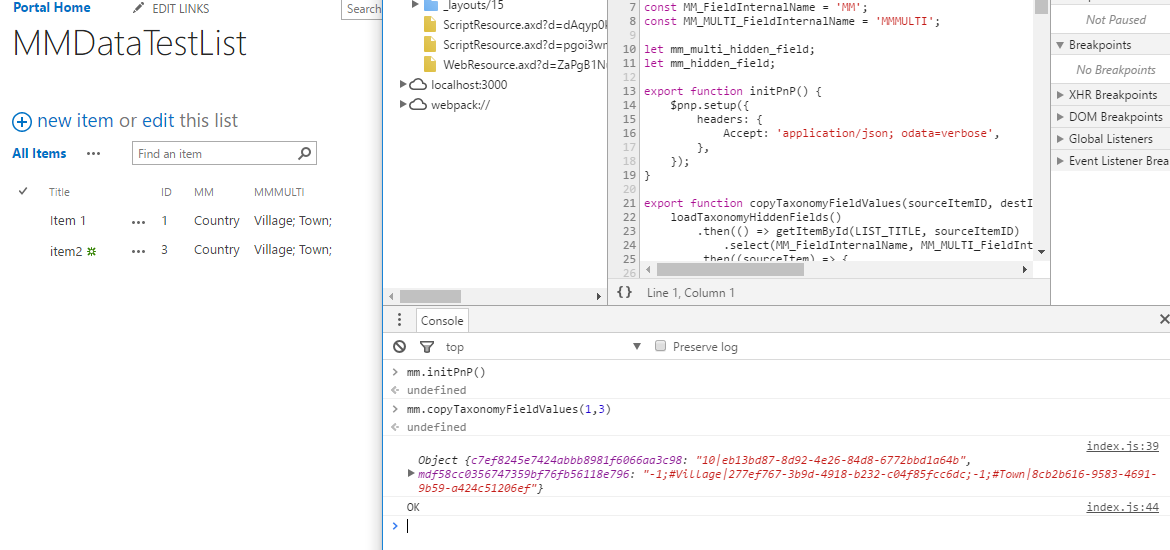 Portal Home
EDIT LINKS
Search
MMDataTestList
new item or edit this list
All Items
Find an item
Title ID MM MMMULTI
Item 1 1 Country Village; Town;
item2 3 Country Village; Town;
_layouts/15
ScriptResource.axd?d=dAqyp0
ScriptResource.axd?d=pgoi3w
WebResource.axd?d=ZaPgB1N
localhost:3000
webpack://
7 const MM_FieldInternalName = 'MM';
8 const MM_MULTI_FieldInternalName = 'MMMULTI';
9
10 let mm_multi_hidden_field;
11 let mm_hidden_field;
12
13 export function initPnP() {
14 $pnp.setup({
15 headers: {
16 Accept: 'application/json; odata=verbose',
17 },
18 });
19 }
20
21 export function copyTaxonomyFieldValues(sourceItemID, destI
22 loadTaxonomyHiddenFields()
23 .then(() => getItemById(LIST_TITLE, sourceItemID)
24 .select(MM_FieldInternalName, MM_MULTI_FieldInt
25 .then((sourceItem) => {
26
{} Line 1, Column 1
Not Paused
Breakpoints
No Breakpoints
XHR Breakpoints
DOM Breakpoints
Global Listeners
Event Listener Brea
Console
top
Preserve log
> mm.initPnP()
undefined
> mm.copyTaxonomyFieldValues(1,3)
undefined
index.js:39
Object {c7ef8245e7424abbb8981f6066aa3c98: "10|eb13bd87-8d92-4e26-84d8-6772bbd1a64b",
mdf58cc0356747359bf76fb56118e796: "-1;#Village|277ef767-3b9d-4918-b232-c04f85fcc6dc;-1;#Town|8cb2b616-9583-4691-
9b59-a424c51206ef"}
OK index.js:44
>